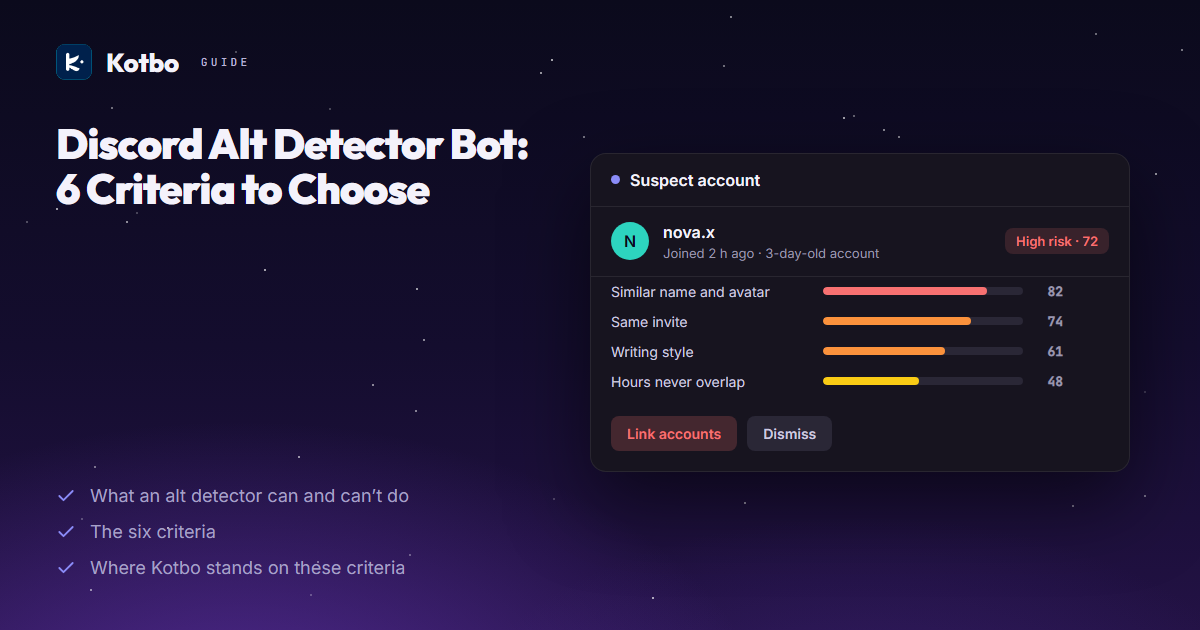 Kotbo GUIDE
Discord Alt Detector Bot:
6 Criteria to Choose
What an alt detector can and can’t do
The six criteria
Where Kotbo stands on these criteria
Suspect account
N
nova.x
Joined 2 h ago · 3-day-old account
High risk · 72
Similar name and avatar 82
Same invite 74
Writing style 61
Hours never overlap 48
Link accounts Dismiss